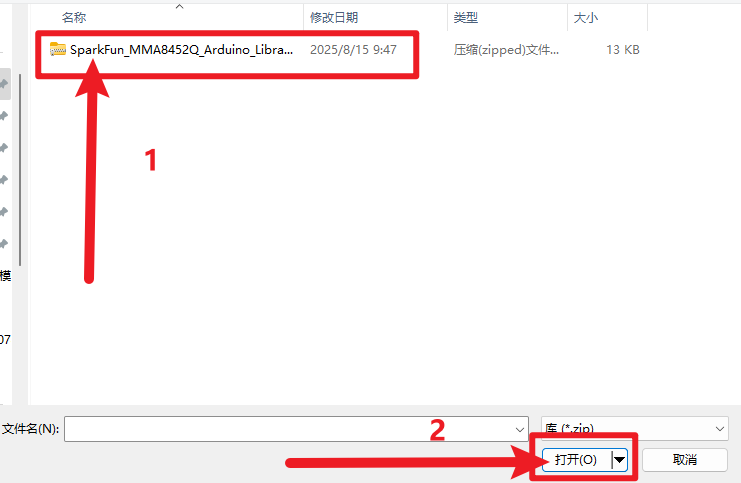 名称 修改日期 类型 大小
SparkFun_MMA8452Q_Arduino_Libra... 2025/8/15 9:47 压缩(zipped)文件... 13 KB
1
模
07
2
文件名(N): 库 (*.zip)
打开(O) 取消